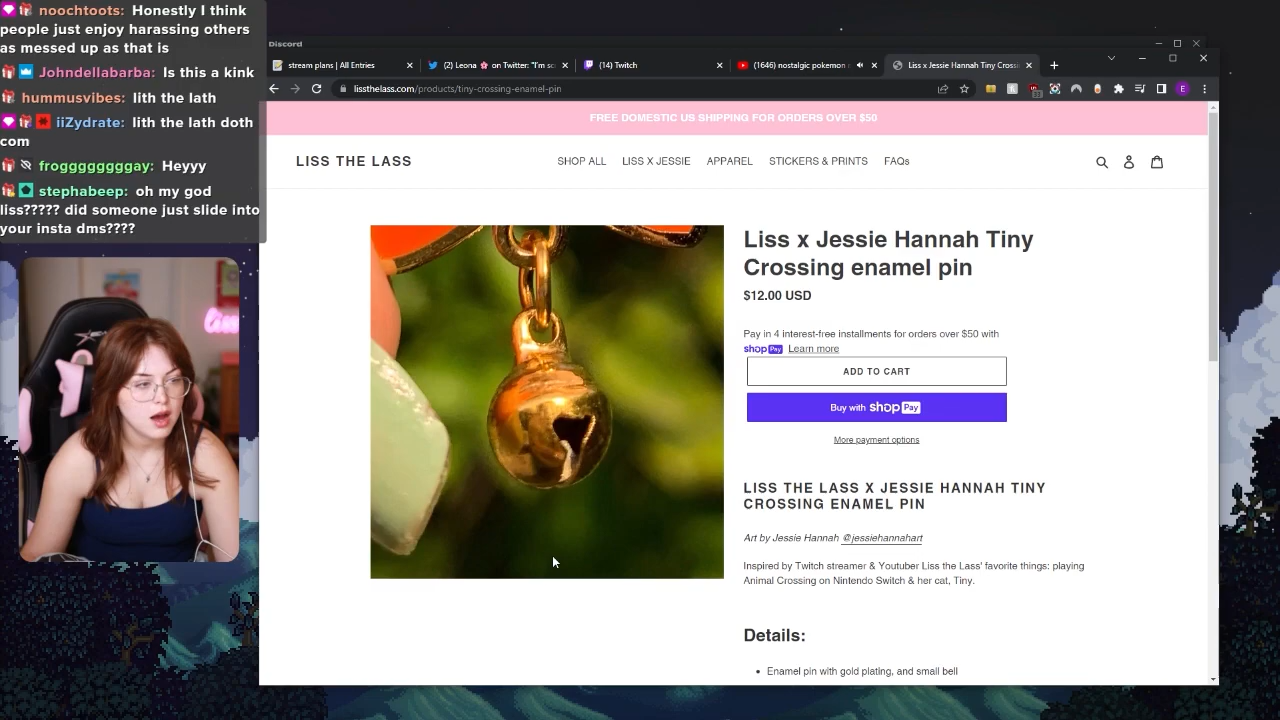 noochtoots: Honestly I think
people just enjoy harassing others
as messed up as that is
Johndellabarba: Is this a kink
hummusvibes: lith the lath
iiZydrate: lith the lath doth
com
frogggggggay: Heyyy
stephabeep: oh my god
liss????? did someone just slide into
your insta dms????
liss
Discord
stream plans | All Entries
(2) Leona 🌸 on Twitter: "I'm sc
(14) Twitch
(1646) nostalgic pokemon
Liss x Jessie Hannah Tiny Crossin
lissthelass.com/products/tiny-crossing-enamel-pin
E
FREE DOMESTIC US SHIPPING FOR ORDERS OVER $50
LISS THE LASS
SHOP ALL
LISS X JESSIE
APPAREL
STICKERS & PRINTS
FAQs
Liss x Jessie Hannah Tiny
Crossing enamel pin
$12.00 USD
Pay in 4 interest-free installments for orders over $50 with
shop Pay Learn more
ADD TO CART
Buy with shop Pay
More payment options
LISS THE LASS X JESSIE HANNAH TINY
CROSSING ENAMEL PIN
Art by Jessie Hannah @jessiehannahart
Inspired by Twitch streamer & Youtuber Liss the Lass' favorite things: playing
Animal Crossing on Nintendo Switch & her cat, Tiny.
Details:
• Enamel pin with gold plating, and small bell